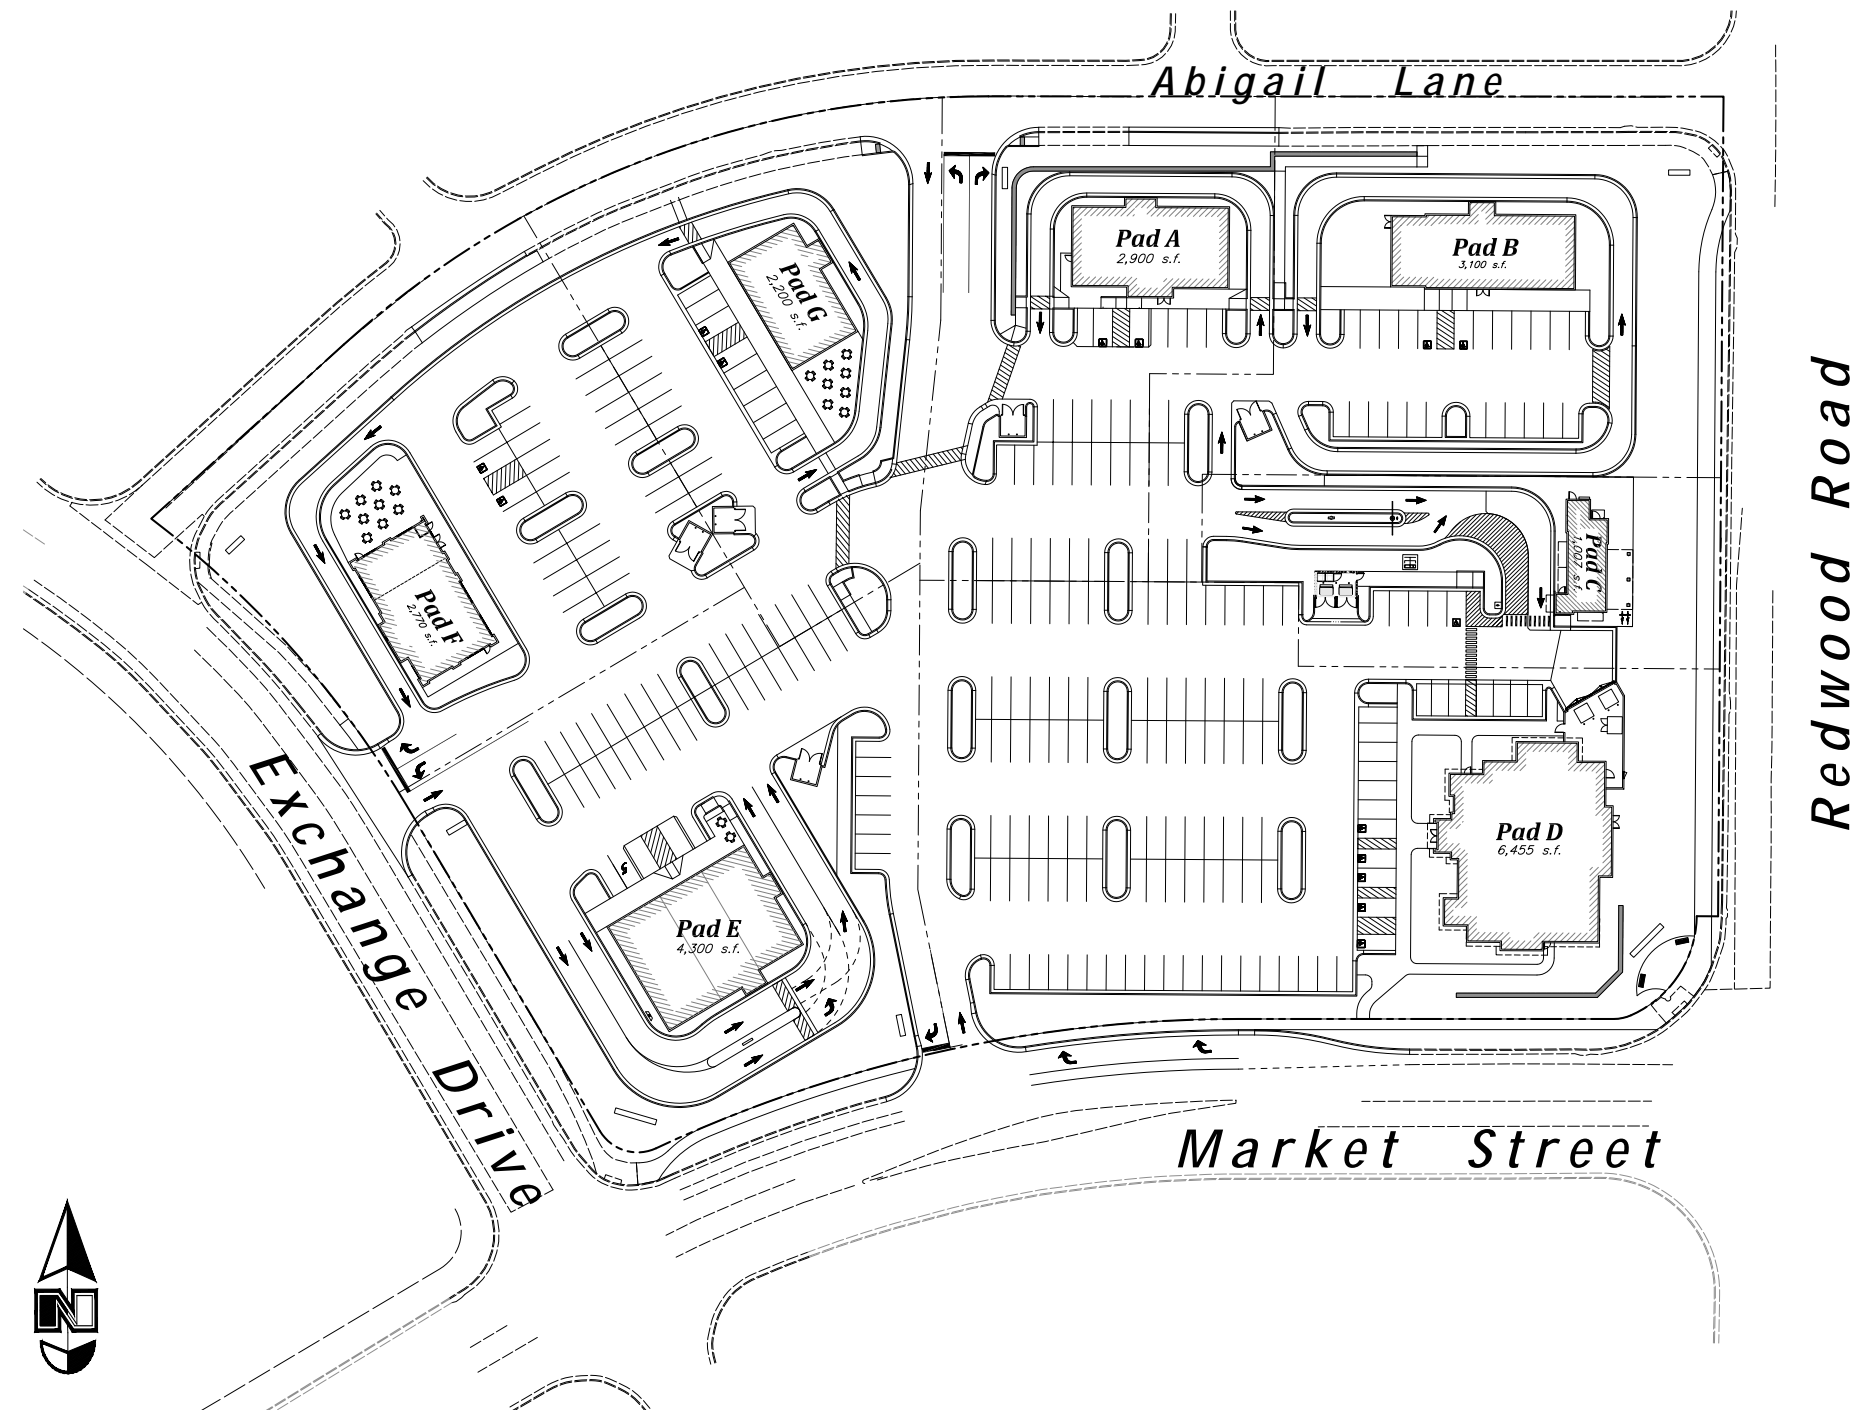 Abigail Lane
Pad A
2,900 s.f.
Pad B
3,100 s.f.
Pad G
2,200 s.f.
Pad C
1,007 s.f.
Pad F
2,770 s.f.
Pad D
6,455 s.f.
Pad E
4,300 s.f.
Redwood Road
Exchange Drive
Market Street
N